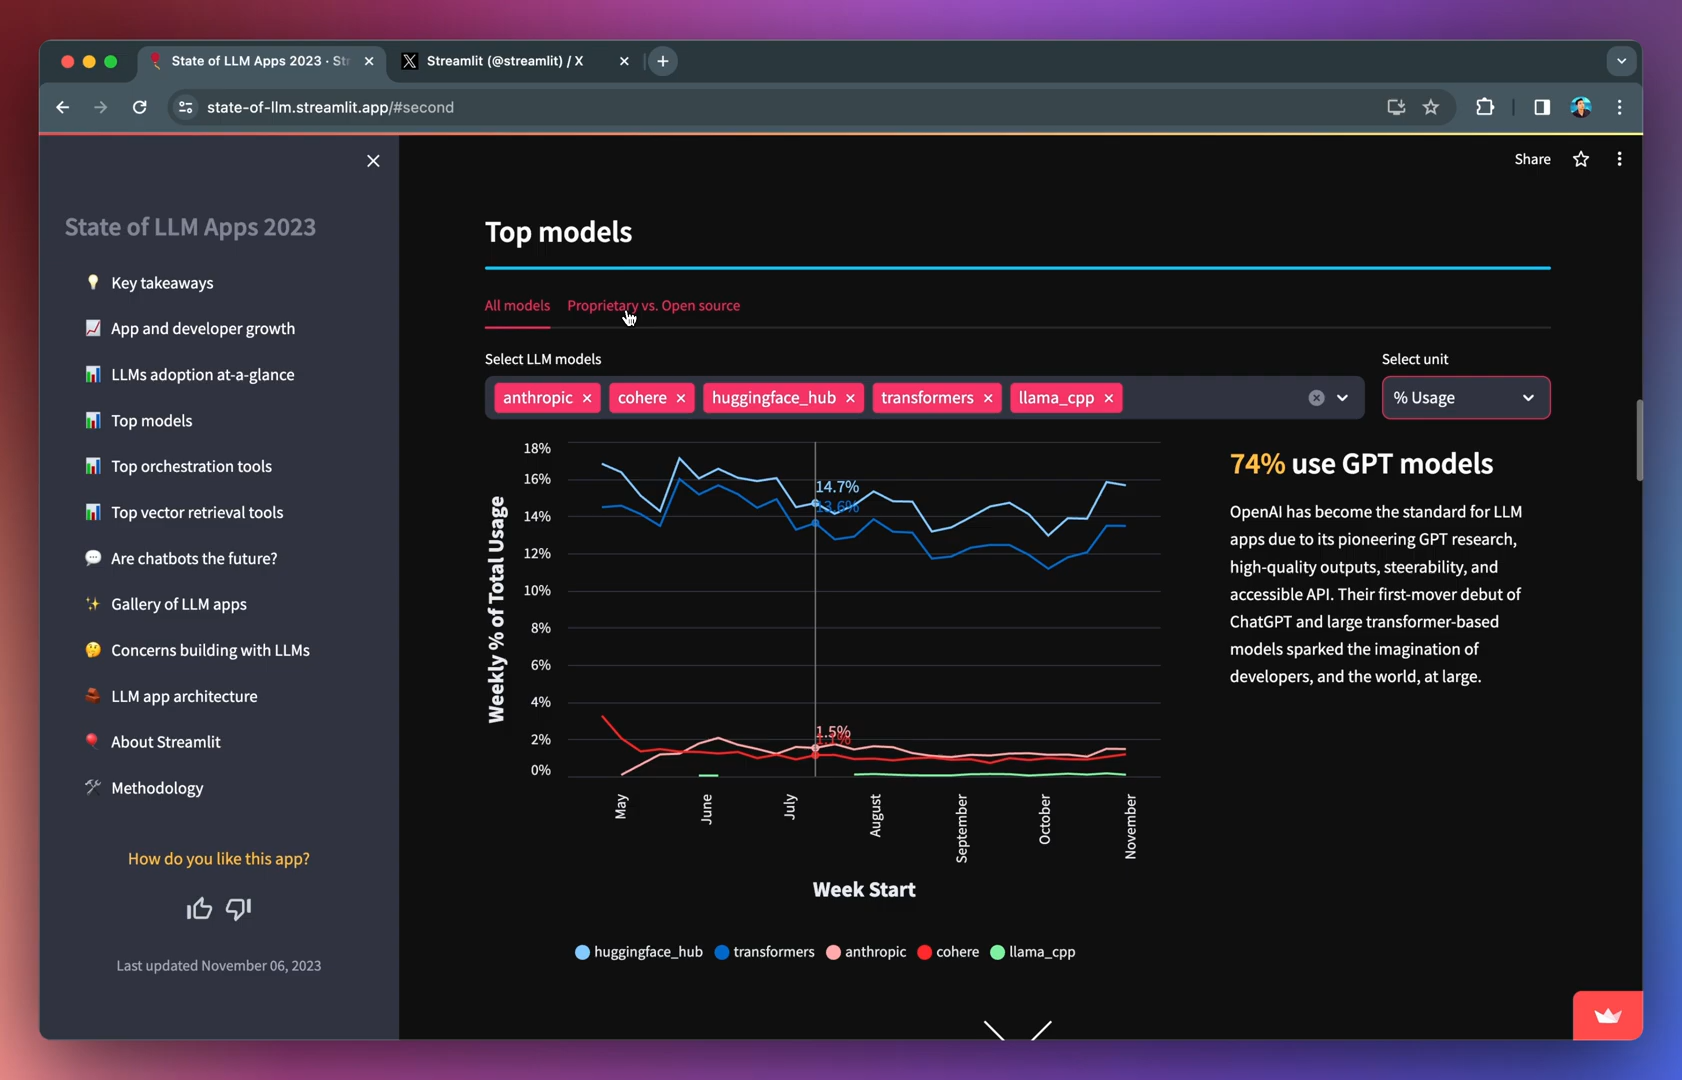 State of LLM Apps 2023 · St
Streamlit (@streamlit) / X
state-of-llm.streamlit.app/#second
Share
State of LLM Apps 2023
Key takeaways
App and developer growth
LLMs adoption at-a-glance
Top models
Top orchestration tools
Top vector retrieval tools
Are chatbots the future?
Gallery of LLM apps
Concerns building with LLMs
LLM app architecture
About Streamlit
Methodology
How do you like this app?
Last updated November 06, 2023
Top models
All models
Proprietary vs. Open source
Select LLM models
anthropic
cohere
huggingface_hub
transformers
llama_cpp
Select unit
% Usage
Weekly % of Total Usage
18%
16%
14%
12%
10%
8%
6%
4%
2%
0%
14.7%
13.6%
1.5%
1.1%
May
June
July
August
September
October
November
Week Start
huggingface_hub
transformers
anthropic
cohere
llama_cpp
74% use GPT models
OpenAI has become the standard for LLM
apps due to its pioneering GPT research,
high-quality outputs, steerability, and
accessible API. Their first-mover debut of
ChatGPT and large transformer-based
models sparked the imagination of
developers, and the world, at large.